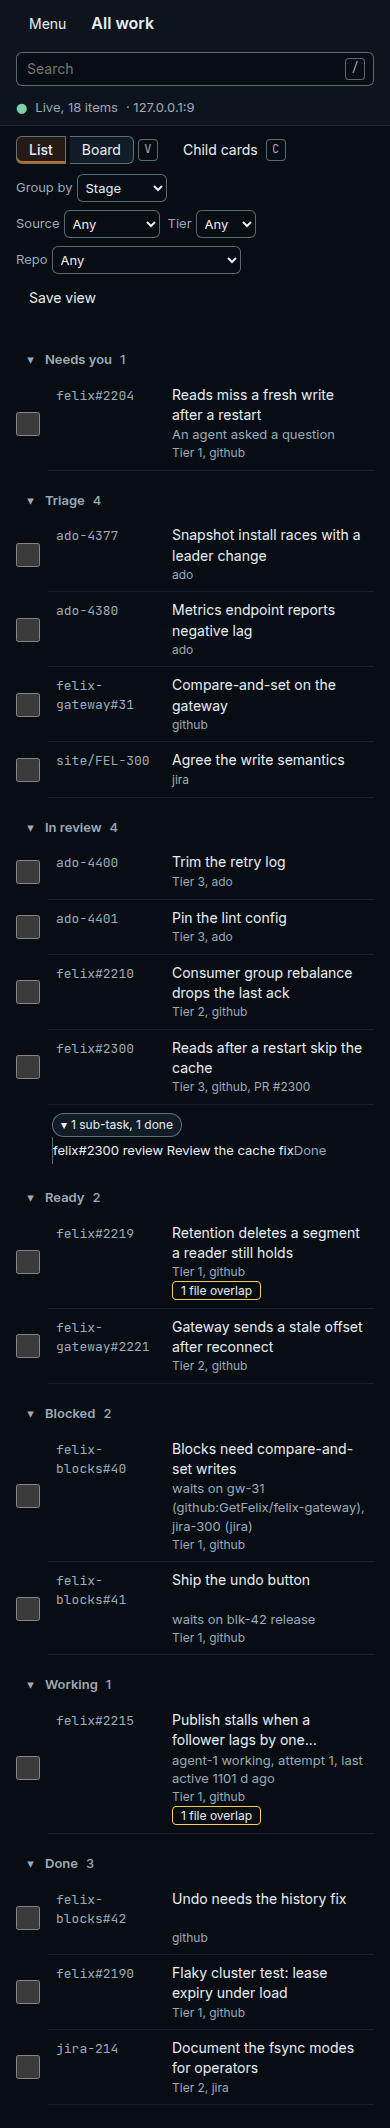 Menu All work
Search /
Live, 18 items · 127.0.0.1:9
List Board V Child cards C
Group by Stage
Source Any Tier Any
Repo Any
Save view
▾ Needs you 1
felix#2204 Reads miss a fresh write
after a restart
An agent asked a question
Tier 1, github
▾ Triage 4
ado-4377 Snapshot install races with a
leader change
ado
ado-4380 Metrics endpoint reports
negative lag
ado
felix- Compare-and-set on the
gateway#31 gateway
github
site/FEL-300 Agree the write semantics
jira
▾ In review 4
ado-4400 Trim the retry log
Tier 3, ado
ado-4401 Pin the lint config
Tier 3, ado
felix#2210 Consumer group rebalance
drops the last ack
Tier 2, github
felix#2300 Reads after a restart skip the
cache
Tier 3, github, PR #2300
▾ 1 sub-task, 1 done
felix#2300 review Review the cache fixDone
▾ Ready 2
felix#2219 Retention deletes a segment
a reader still holds
Tier 1, github
1 file overlap
felix- Gateway sends a stale offset
gateway#2221 after reconnect
Tier 2, github
▾ Blocked 2
felix- Blocks need compare-and-
blocks#40 set writes
waits on gw-31
(github:GetFelix/felix-gateway),
jira-300 (jira)
Tier 1, github
felix- Ship the undo button
blocks#41
waits on blk-42 release
Tier 1, github
▾ Working 1
felix#2215 Publish stalls when a
follower lags by one...
agent-1 working, attempt 1, last
active 1101 d ago
Tier 1, github
1 file overlap
▾ Done 3
felix- Undo needs the history fix
blocks#42
github
felix#2190 Flaky cluster test: lease
expiry under load
Tier 1, github
jira-214 Document the fsync modes
for operators
Tier 2, jira